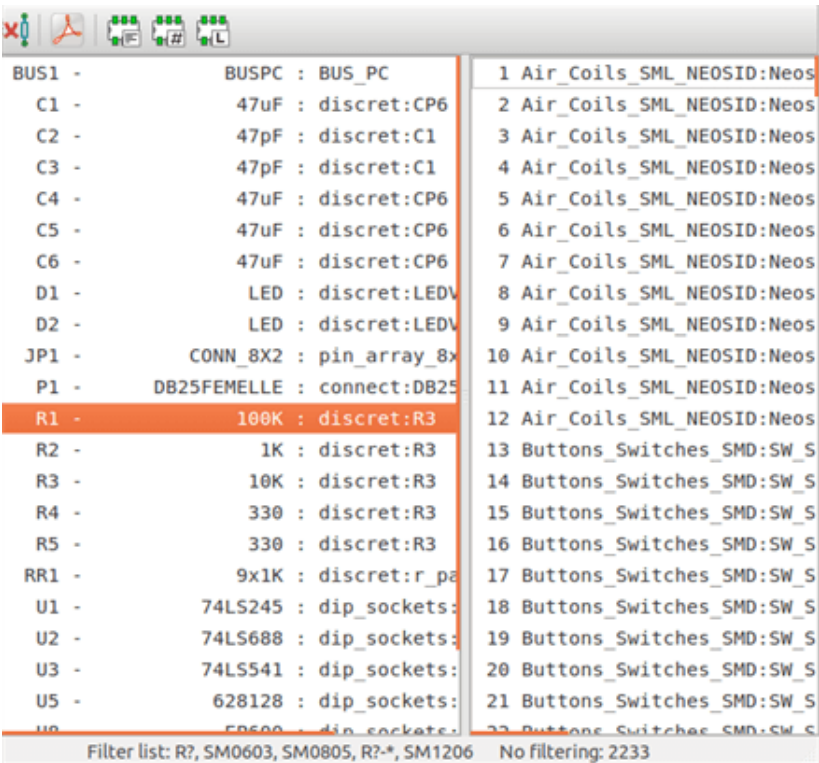 BUS1 - BUSPC : BUS_PC
C1 - 47uF : discret:CP6
C2 - 47pF : discret:C1
C3 - 47pF : discret:C1
C4 - 47uF : discret:CP6
C5 - 47uF : discret:CP6
C6 - 47uF : discret:CP6
D1 - LED : discret:LEDV
D2 - LED : discret:LEDV
JP1 - CONN_8X2 : pin_array_8x
P1 - DB25FEMELLE : connect:DB25
R1 - 100K : discret:R3
R2 - 1K : discret:R3
R3 - 10K : discret:R3
R4 - 330 : discret:R3
R5 - 330 : discret:R3
RR1 - 9x1K : discret:r_pa
U1 - 74LS245 : dip_sockets:
U2 - 74LS688 : dip_sockets:
U3 - 74LS541 : dip_sockets:
U5 - 628128 : dip_sockets:
U8 - EP600 : dip_sockets:
1 Air_Coils_SML_NEOSID:Neos
2 Air_Coils_SML_NEOSID:Neos
3 Air_Coils_SML_NEOSID:Neos
4 Air_Coils_SML_NEOSID:Neos
5 Air_Coils_SML_NEOSID:Neos
6 Air_Coils_SML_NEOSID:Neos
7 Air_Coils_SML_NEOSID:Neos
8 Air_Coils_SML_NEOSID:Neos
9 Air_Coils_SML_NEOSID:Neos
10 Air_Coils_SML_NEOSID:Neos
11 Air_Coils_SML_NEOSID:Neos
12 Air_Coils_SML_NEOSID:Neos
13 Buttons_Switches_SMD:SW_S
14 Buttons_Switches_SMD:SW_S
15 Buttons_Switches_SMD:SW_S
16 Buttons_Switches_SMD:SW_S
17 Buttons_Switches_SMD:SW_S
18 Buttons_Switches_SMD:SW_S
19 Buttons_Switches_SMD:SW_S
20 Buttons_Switches_SMD:SW_S
21 Buttons_Switches_SMD:SW_S
22 Buttons_Switches_SMD:SW_S
Filter list: R?, SM0603, SM0805, R?-*, SM1206 No filtering: 2233